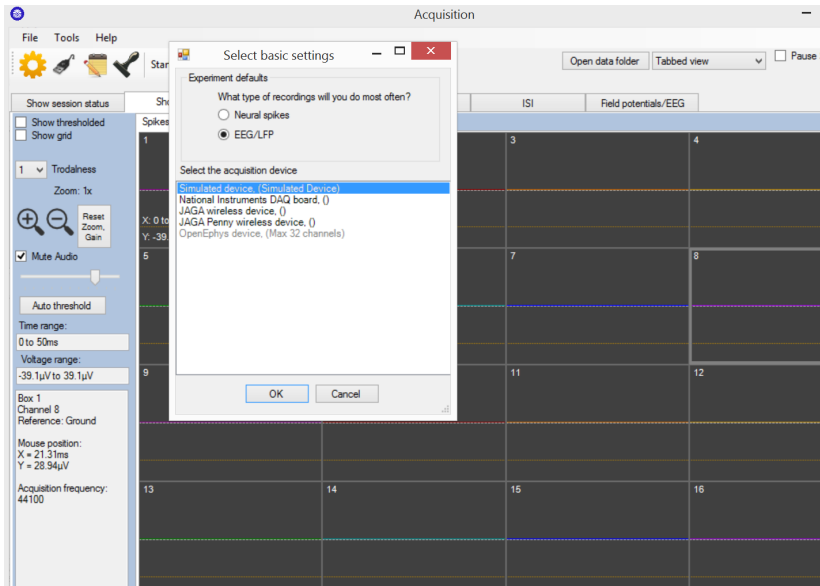 Acquisition
File Tools Help
Select basic settings
Open data folder
Tabbed view
Pause
Show session status
ISI
Field potentials/EEG
Experiment defaults
What type of recordings will you do most often?
Neural spikes
EEG/LFP
Select the acquisition device
Simulated device, (Simulated Device)
National Instruments DAQ board, ()
JAGA wireless device, ()
JAGA Penny wireless device, ()
OpenEphys device, (Max 32 channels)
OK
Cancel
Show thresholded
Show grid
1
Trodalness
Zoom: 1x
Reset
Zoom,
Gain
Mute Audio
Auto threshold
Time range:
0 to 50ms
Voltage range:
-39.1µV to 39.1µV
Box 1
Channel 8
Reference: Ground
Mouse position:
X = 21.31ms
Y = 28.94µV
Acquisition frequency:
44100
Spikes
1
X: 0 to
Y: -39.
3
4
5
7
8
9
11
12
13
14
15
16